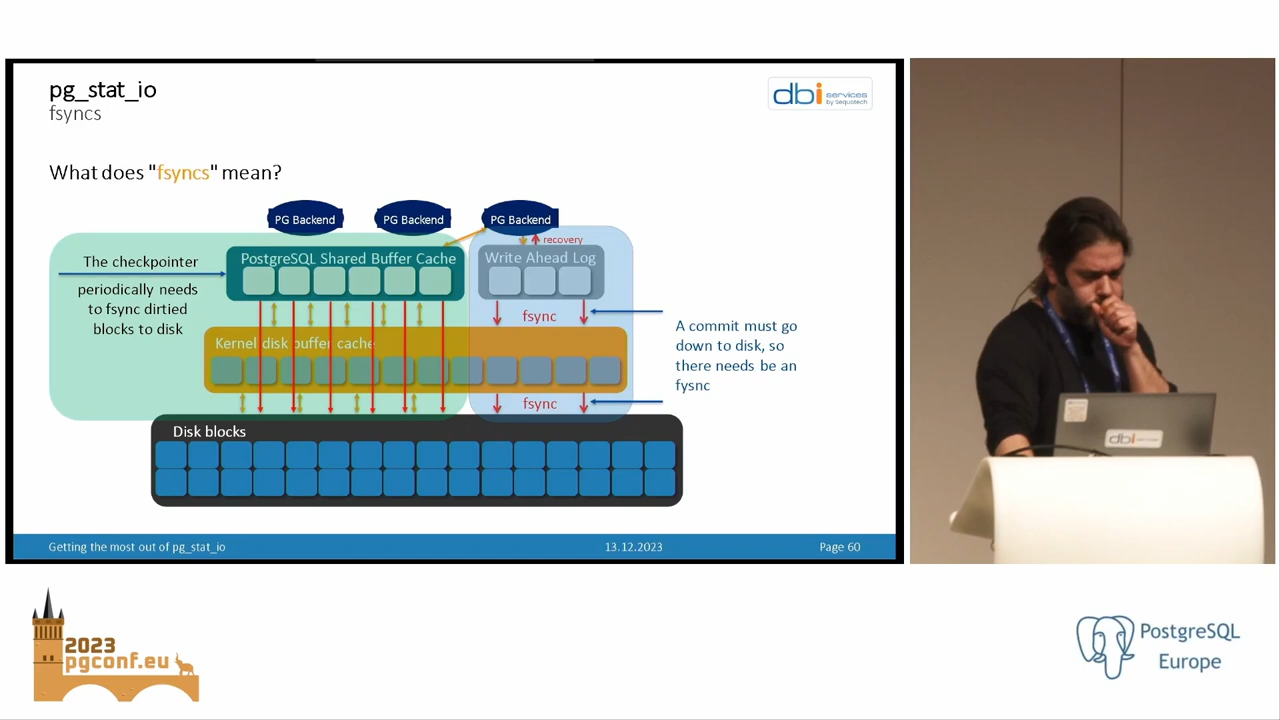 pg_stat_io
fsyncs
dbi services
by Sequotech
What does "fsyncs" mean?
PG Backend
PG Backend
PG Backend
recovery
The checkpointer
periodically needs
to fsync dirtied
blocks to disk
PostgreSQL Shared Buffer Cache
Write Ahead Log
fsync
Kernel disk buffer cache
A commit must go
down to disk, so
there needs be an
fysnc
fsync
Disk blocks
Getting the most out of pg_stat_io
13.12.2023
Page 60
dbi
2023
pgconf.eu
PostgreSQL
Europe